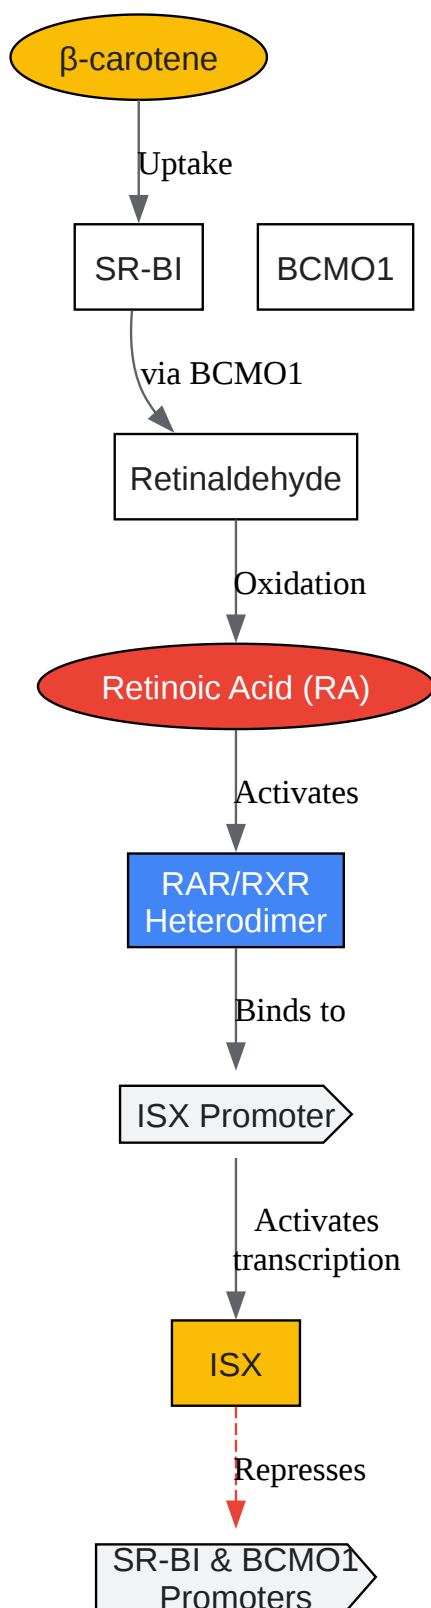 β-carotene
Uptake
SR-BI
BCMO1
via BCMO1
Retinaldehyde
Oxidation
Retinoic Acid (RA)
Activates
RAR/RXR
Heterodimer
Binds to
ISX Promoter
Activates
transcription
ISX
Represses
SR-BI & BCMO1
Promoters